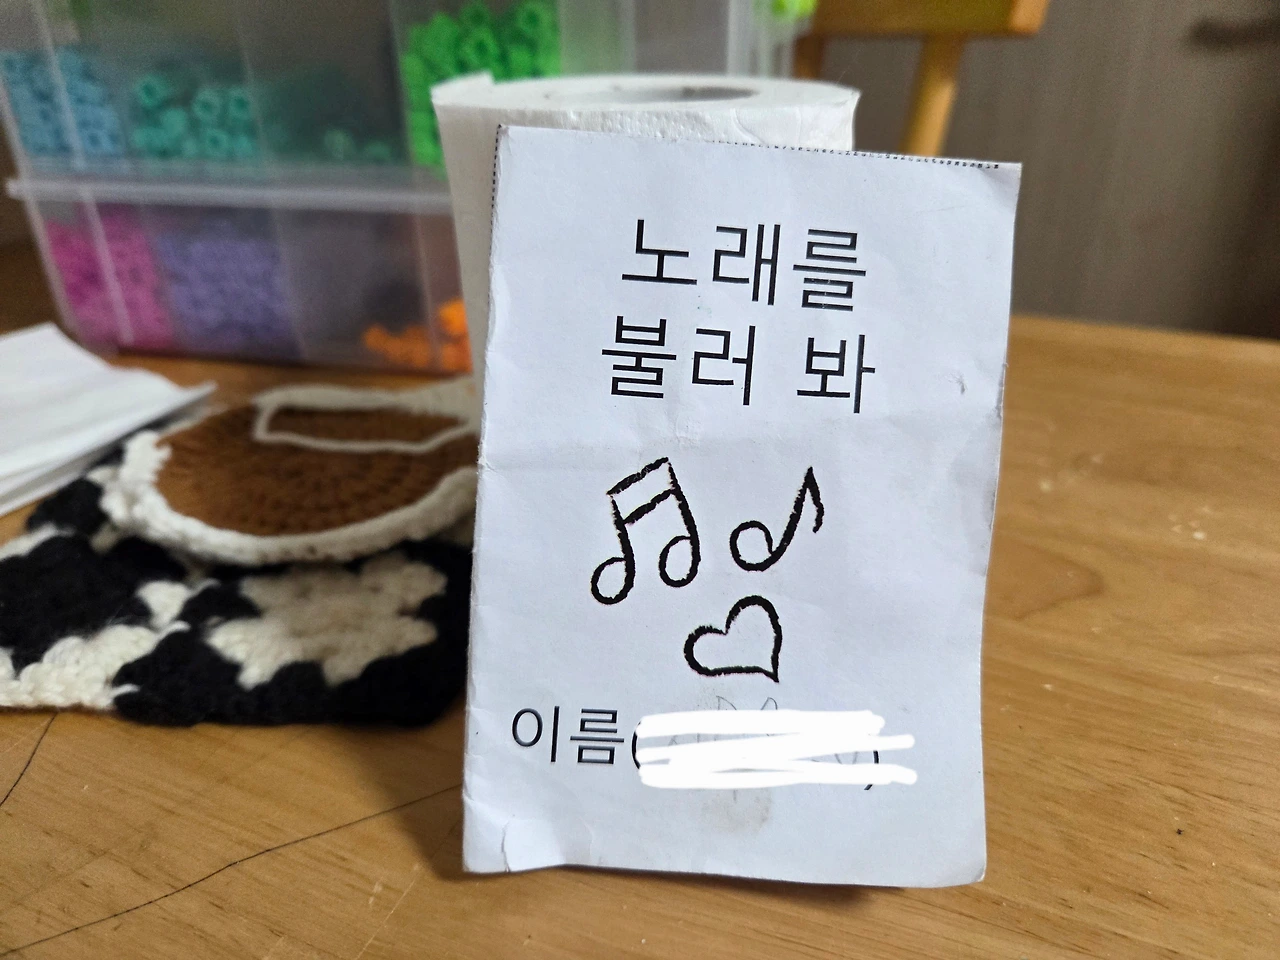 노래를
불러 봐
이름(        )